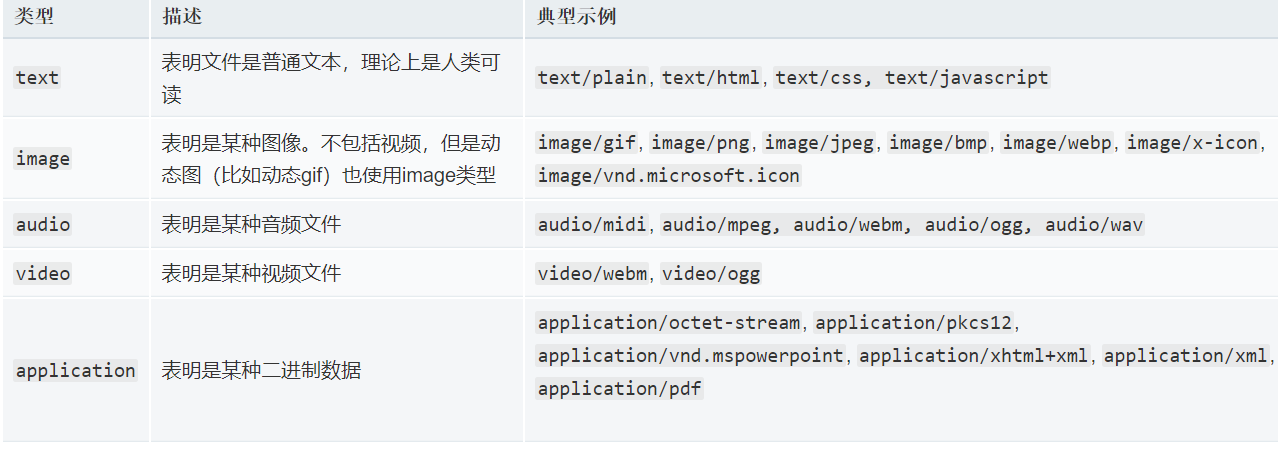 类型 描述 典型示例
text 表明文件是普通文本，理论上是人类可读 text/plain, text/html, text/css, text/javascript
image 表明是某种图像。不包括视频，但是动态图（比如动态gif）也使用image类型 image/gif, image/png, image/jpeg, image/bmp, image/webp, image/x-icon, image/vnd.microsoft.icon
audio 表明是某种音频文件 audio/midi, audio/mpeg, audio/webm, audio/ogg, audio/wav
video 表明是某种视频文件 video/webm, video/ogg
application 表明是某种二进制数据 application/octet-stream, application/pkcs12, application/vnd.mspowerpoint, application/xhtml+xml, application/xml, application/pdf